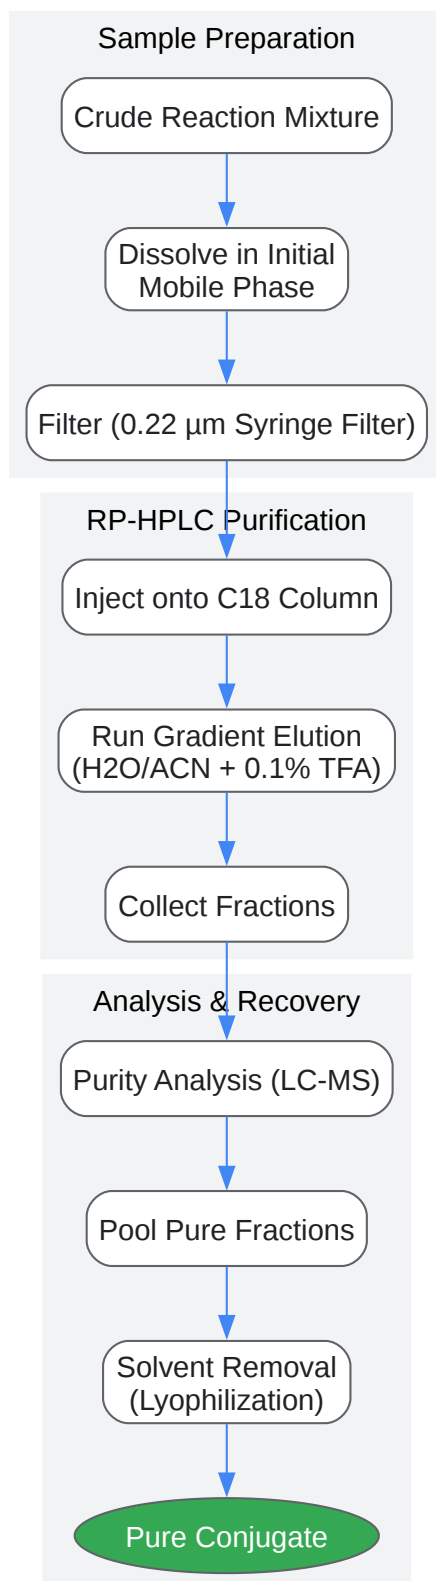 Sample Preparation
Crude Reaction Mixture
Dissolve in Initial
Mobile Phase
Filter (0.22 µm Syringe Filter)
RP-HPLC Purification
Inject onto C18 Column
Run Gradient Elution
(H2O/ACN + 0.1% TFA)
Collect Fractions
Analysis & Recovery
Purity Analysis (LC-MS)
Pool Pure Fractions
Solvent Removal
(Lyophilization)
Pure Conjugate